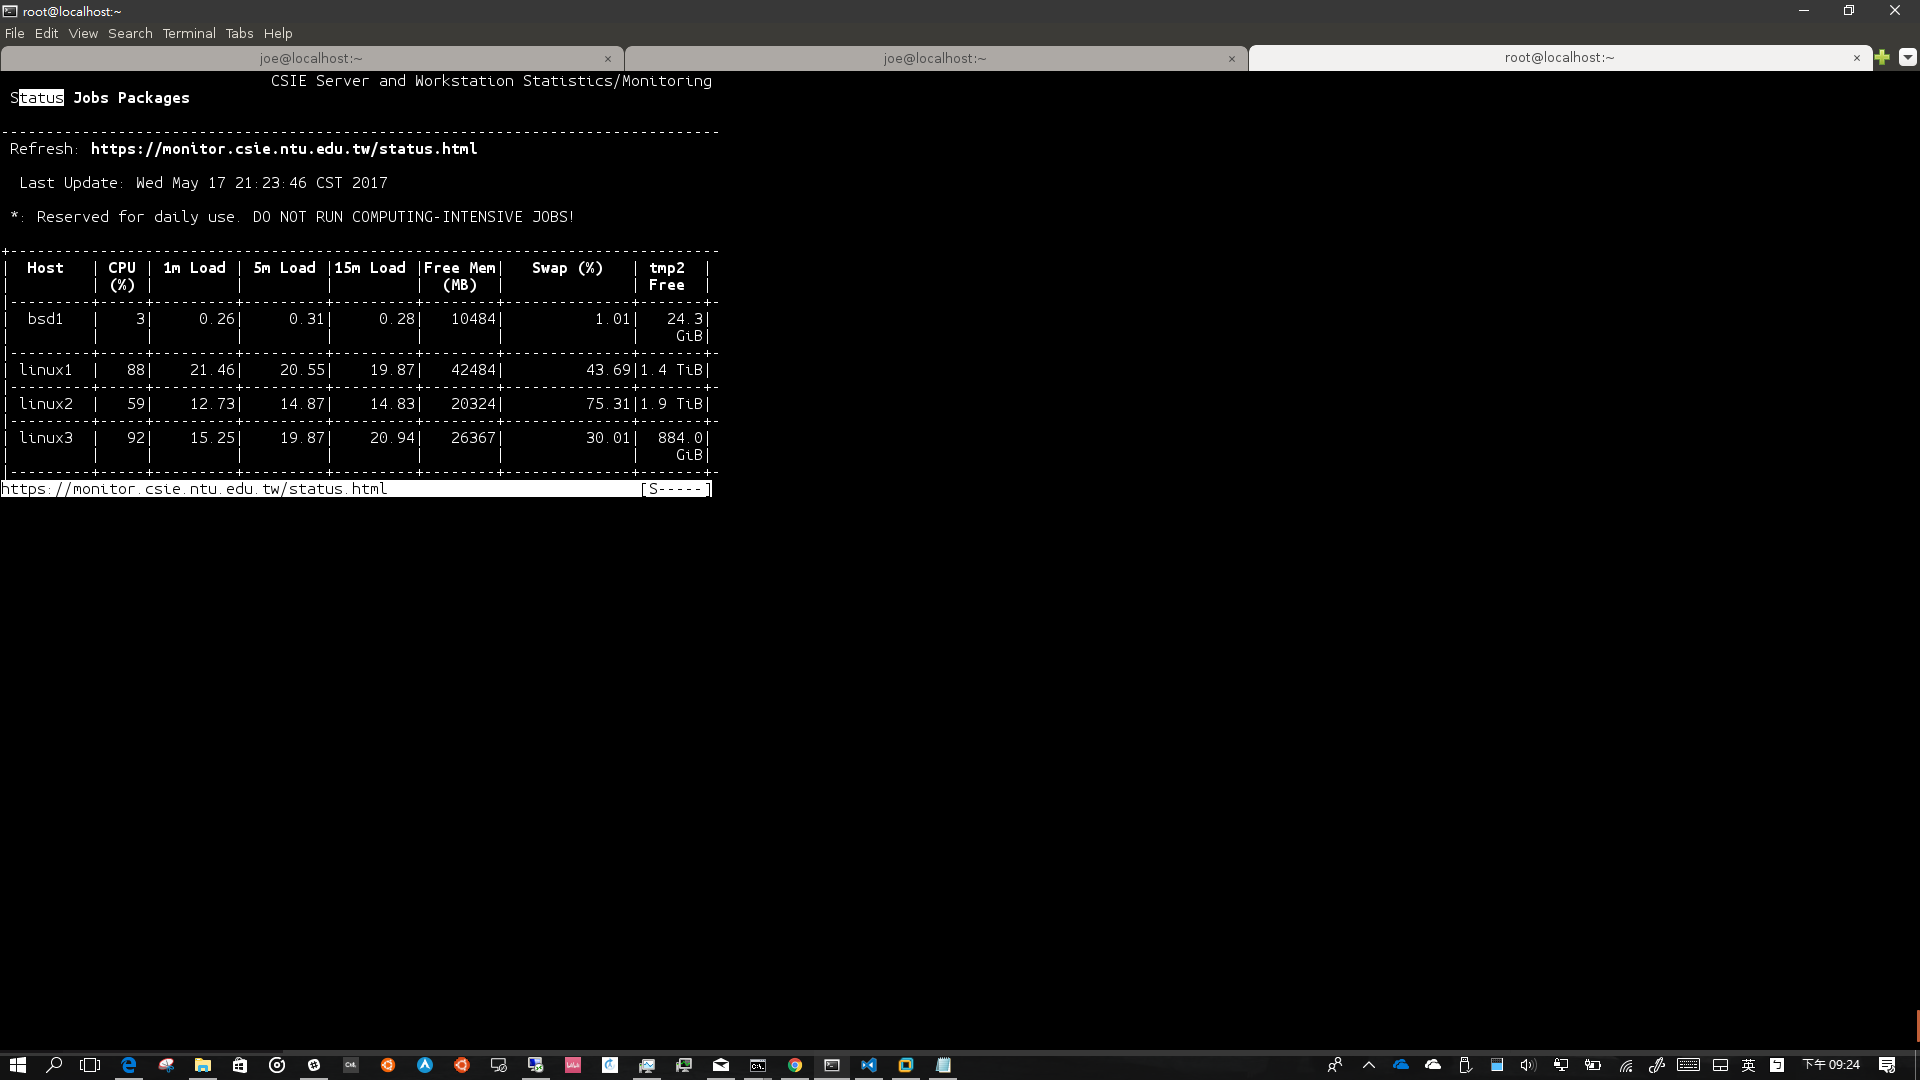 root@localhost:~
File Edit View Search Terminal Tabs Help
joe@localhost:~ × joe@localhost:~ × root@localhost:~ ×
CSIE Server and Workstation Statistics/Monitoring
Status Jobs Packages
--------------------------------------------------------------------------------
Refresh: https://monitor.csie.ntu.edu.tw/status.html
Last Update: Wed May 17 21:23:46 CST 2017
*: Reserved for daily use. DO NOT RUN COMPUTING-INTENSIVE JOBS!
+-------------------------------------------------------------------------------
|  Host   | CPU | 1m Load | 5m Load |15m Load |Free Mem|   Swap (%)   | tmp2  |
|         | (%) |         |         |         |  (MB)  |              | Free  |
|---------+-----+---------+---------+---------+--------+--------------+-------+-
|  bsd1   |    3|     0.26|     0.31|     0.28|   10484|          1.01|   24.3|
|         |     |         |         |         |        |              |    GiB|
|---------+-----+---------+---------+---------+--------+--------------+-------+-
| linux1  |   88|    21.46|    20.55|    19.87|   42484|         43.69|1.4 TiB|
|---------+-----+---------+---------+---------+--------+--------------+-------+-
| linux2  |   59|    12.73|    14.87|    14.83|   20324|         75.31|1.9 TiB|
|---------+-----+---------+---------+---------+--------+--------------+-------+-
| linux3  |   92|    15.25|    19.87|    20.94|   26367|         30.01|  884.0|
|         |     |         |         |         |        |              |    GiB|
|---------+-----+---------+---------+---------+--------+--------------+-------+-
https://monitor.csie.ntu.edu.tw/status.html [S-----]
英 下午 09:24